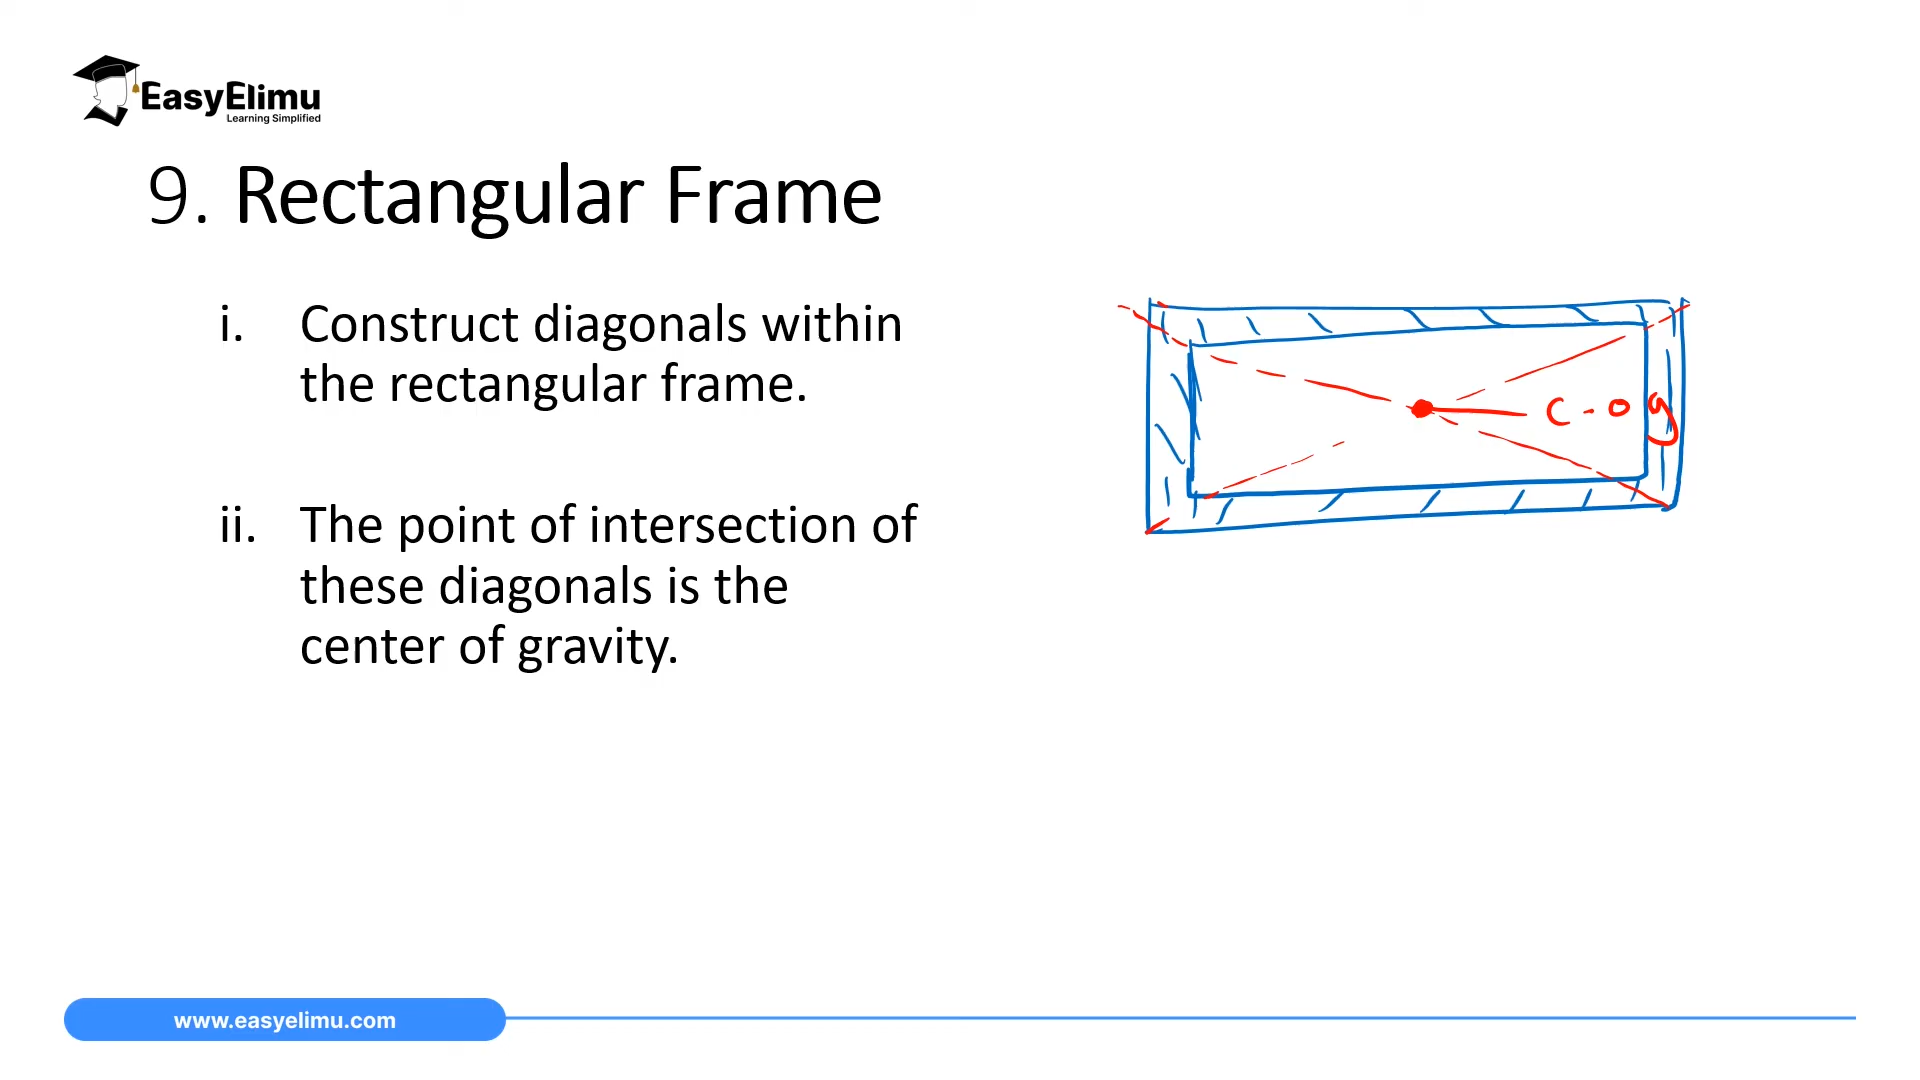 EasyElimu
Learning Simplified
9. Rectangular Frame
i. Construct diagonals within
the rectangular frame.
ii. The point of intersection of
these diagonals is the
center of gravity.
c - o g
www.easyelimu.com